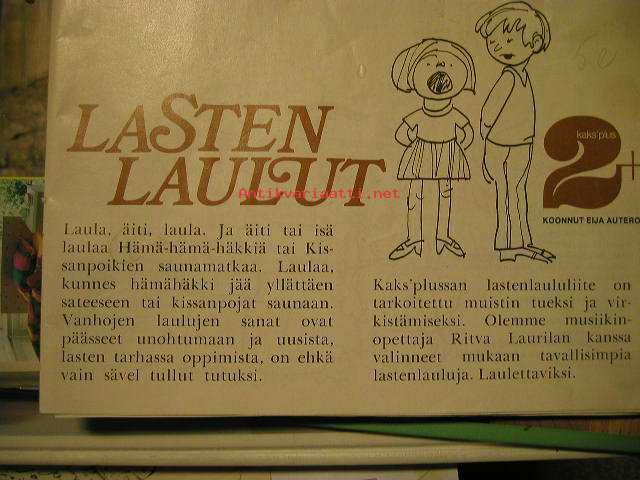 LASTEN
LAULUT
kaks'plus
2+
KOONNUT EIJA AUTERO
5e
Antikvariaatti.net
Laula, äiti, laula. Ja äiti tai isä
laulaa Hämä-hämä-häkkiä tai Kis-
sanpoikien saunamatkaa. Laulaa,
kunnes hämähäkki jää yllättäen
sateeseen tai kissanpojat saunaan.
Vanhojen laulujen sanat ovat
päässeet unohtumaan ja uusista,
lasten tarhassa oppimista, on ehkä
vain sävel tullut tutuksi.
Kaks'plussan lastenlaululiite on
tarkoitettu muistin tueksi ja vir-
kistämiseksi. Olemme musiikin-
opettaja Ritva Laurilan kanssa
valinneet mukaan tavallisimpia
lastenlauluja. Laulettaviksi.